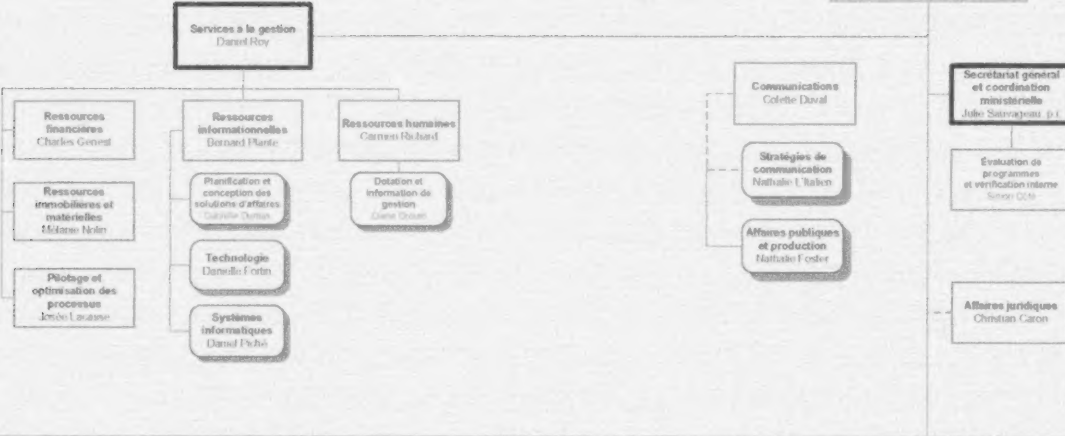 Services à la gestion
Daniel Roy
Ressources
financières
Charles Genest
Ressources
immobilières et
matérielles
Mélanie Nolin
Pilotage et
optimisation des
processus
Josée
Ressources
informationnelles
Bernard Plante
Planification et
conception des
solutions d'affaires
Technologie
Danielle Fortin
Systèmes
informatiques
Daniel Piché
Ressources humaines
Carmen Richard
Dotation et
information de
gestion
Communications
Colette Duval
Stratégies de
communication
Nathalie L'Italien
Affaires publiques
et production
Nathalie Foster
Secrétariat général
et coordination
ministérielle
Julie Sauvageau p.i.
Évaluation de
programmes
et vérification interne
Simon Côté
Affaires juridiques
Christian Caron